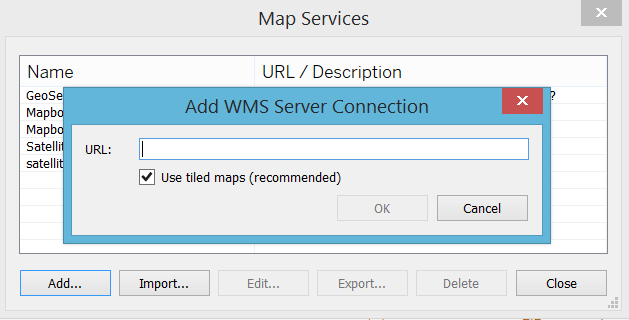 Map Services
Name URL / Description
GeoSe ?
Add WMS Server Connection
Mapbo
Mapbo
URL:
Satellit
satellit
Use tiled maps (recommended)
OK Cancel
Add... Import... Edit... Export... Delete Close